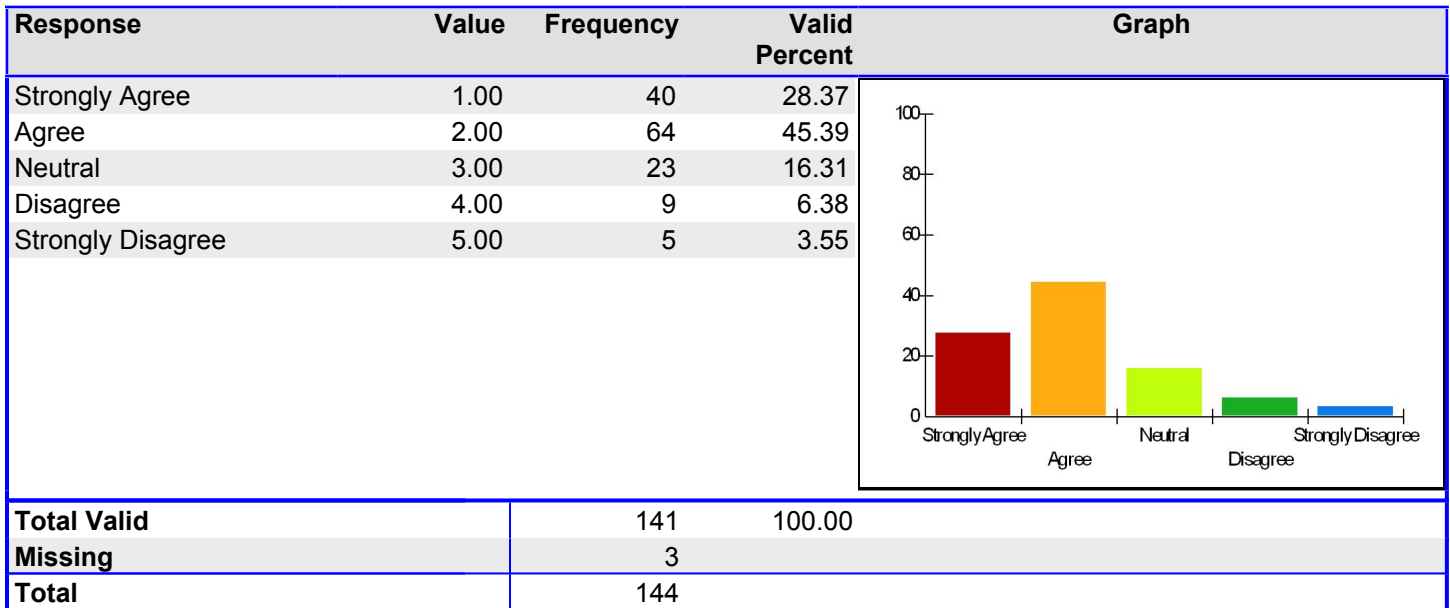 Response Value Frequency Valid Percent Graph
Strongly Agree 1.00 40 28.37
Agree 2.00 64 45.39
Neutral 3.00 23 16.31
Disagree 4.00 9 6.38
Strongly Disagree 5.00 5 3.55
100
80
60
40
20
0
Strongly Agree Neutral Strongly Disagree
Agree Disagree
Total Valid 141 100.00
Missing 3
Total 144